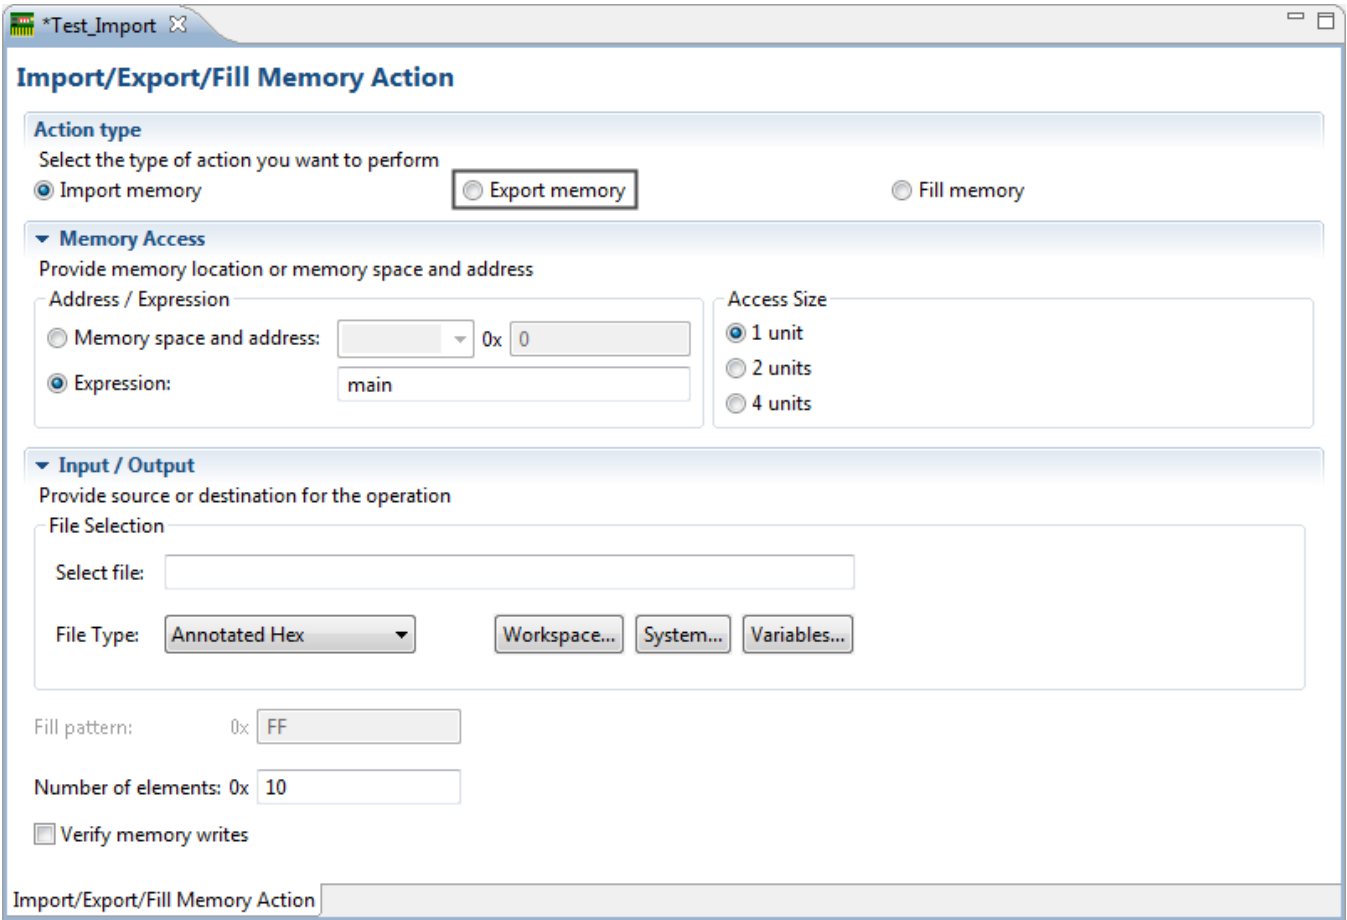 *Test_Import
Import/Export/Fill Memory Action
Action type
Select the type of action you want to perform
Import memory Export memory Fill memory
Memory Access
Provide memory location or memory space and address
Address / Expression Access Size
Memory space and address: 0x 0
1 unit
2 units
Expression: main
4 units
Input / Output
Provide source or destination for the operation
File Selection
Select file:
File Type: Annotated Hex Workspace... System... Variables...
Fill pattern: 0x FF
Number of elements: 0x 10
Verify memory writes
Import/Export/Fill Memory Action